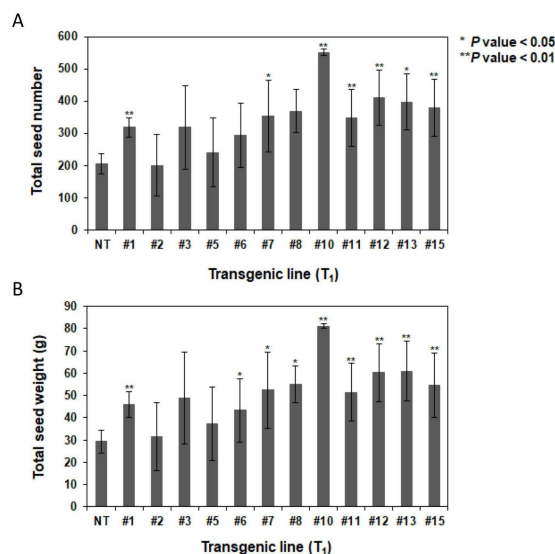 A
* P value < 0.05
**P value < 0.01
Total seed number
600
500
400
300
200
100
0
** * ** ** ** * **
NT #1 #2 #3 #5 #6 #7 #8 #10 #11 #12 #13 #15
Transgenic line (T1)
B
Total seed weight (g)
90
80
70
60
50
40
30
20
10
0
** * * * ** ** ** ** **
NT #1 #2 #3 #5 #6 #7 #8 #10 #11 #12 #13 #15
Transgenic line (T1)